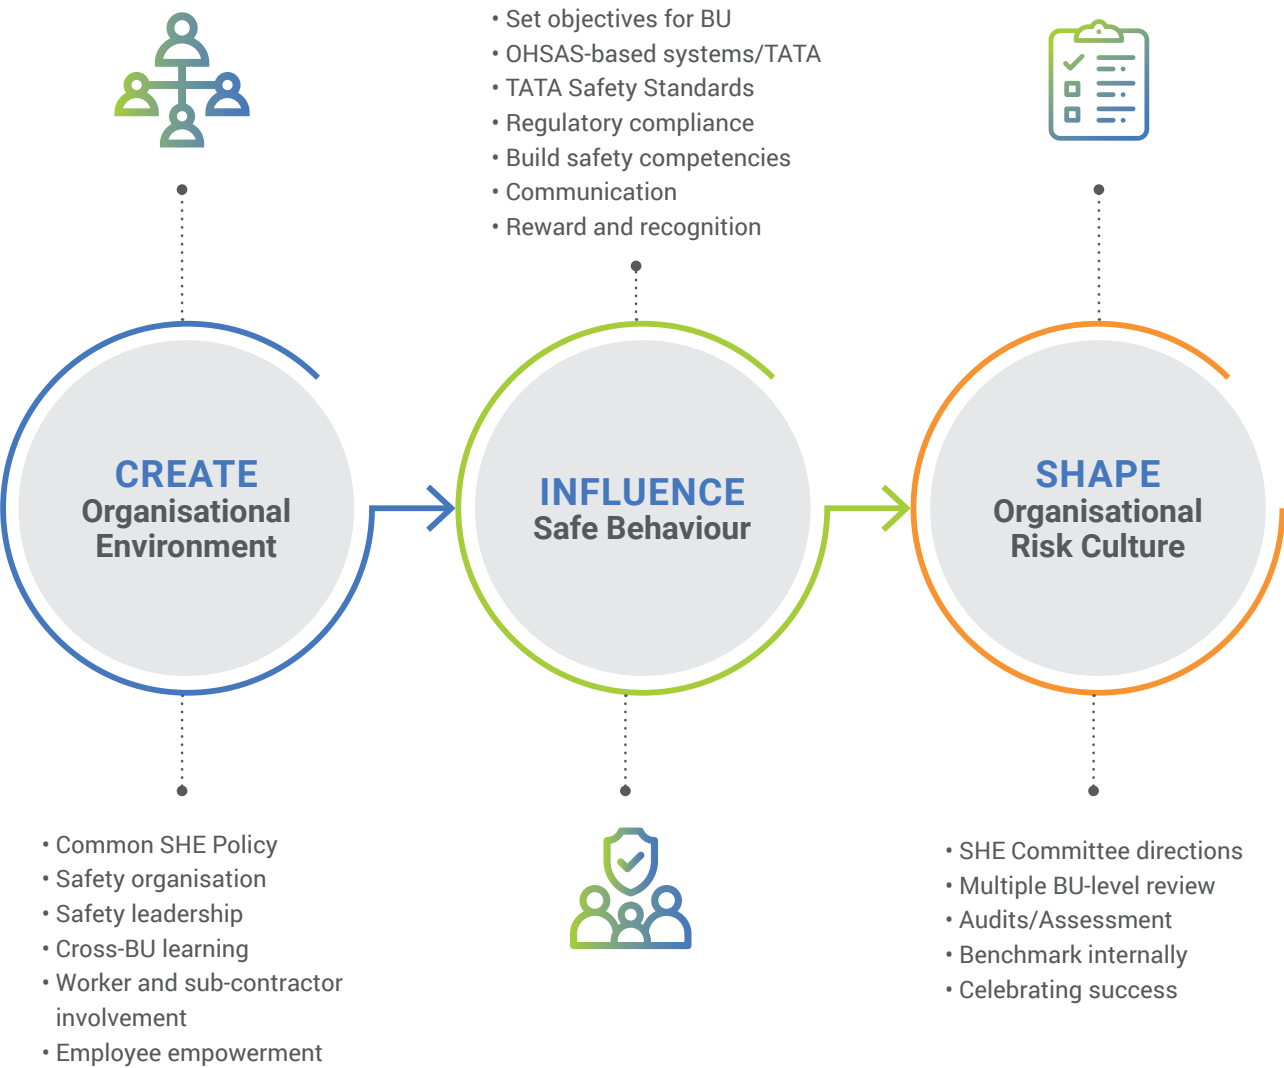 • Set objectives for BU
• OHSAS-based systems/TATA
• TATA Safety Standards
• Regulatory compliance
• Build safety competencies
• Communication
• Reward and recognition
CREATE
Organisational
Environment
INFLUENCE
Safe Behaviour
SHAPE
Organisational
Risk Culture
• Common SHE Policy
• Safety organisation
• Safety leadership
• Cross-BU learning
• Worker and sub-contractor
involvement
• Employee empowerment
• SHE Committee directions
• Multiple BU-level review
• Audits/Assessment
• Benchmark internally
• Celebrating success